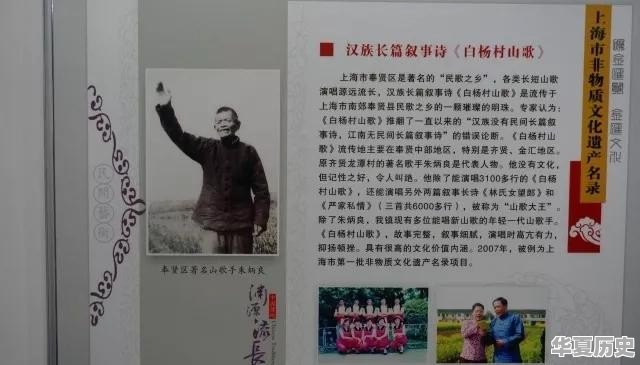 汉族长篇叙事诗《白杨村山歌》
上海市奉贤区是著名的“民歌之乡”，各类长短山歌
演唱源远流长，汉族长篇叙事诗《白杨村山歌》是流传于
上海市南郊奉贤县民歌之乡的一颗璀璨的明珠。专家认为：
《白杨村山歌》推翻了一直以来的“汉族没有民间长篇叙
事诗，江南无民间长篇叙事诗”的错误论断。《白杨村山
歌》流传地主要在奉贤中部地区，特别是齐贤、金汇地区。
原齐贤龙潭村的著名歌手朱炳良是代表人物。他没有文化，
但记性之好，令人叫绝。他除了能演唱3100多行的《白杨
村山歌》，还能演唱另外两篇叙事长诗《林氏女望郎》和
《严家私情》（三首共6000多行），被称为“山歌大王”。
除了朱炳良，我镇现有多位能唱新山歌的年轻一代山歌手。
《白杨村山歌》，故事完整，叙事细腻，演唱时高亢有力，
抑扬顿挫。具有很高的文化价值内涵。2007年，被例为上
海市第一批非物质文化遗产名录项目。
上海市非物质文化遗产名录
民間藝術
奉贤区著名山歌手朱炳良
渊源流長
华夏历史